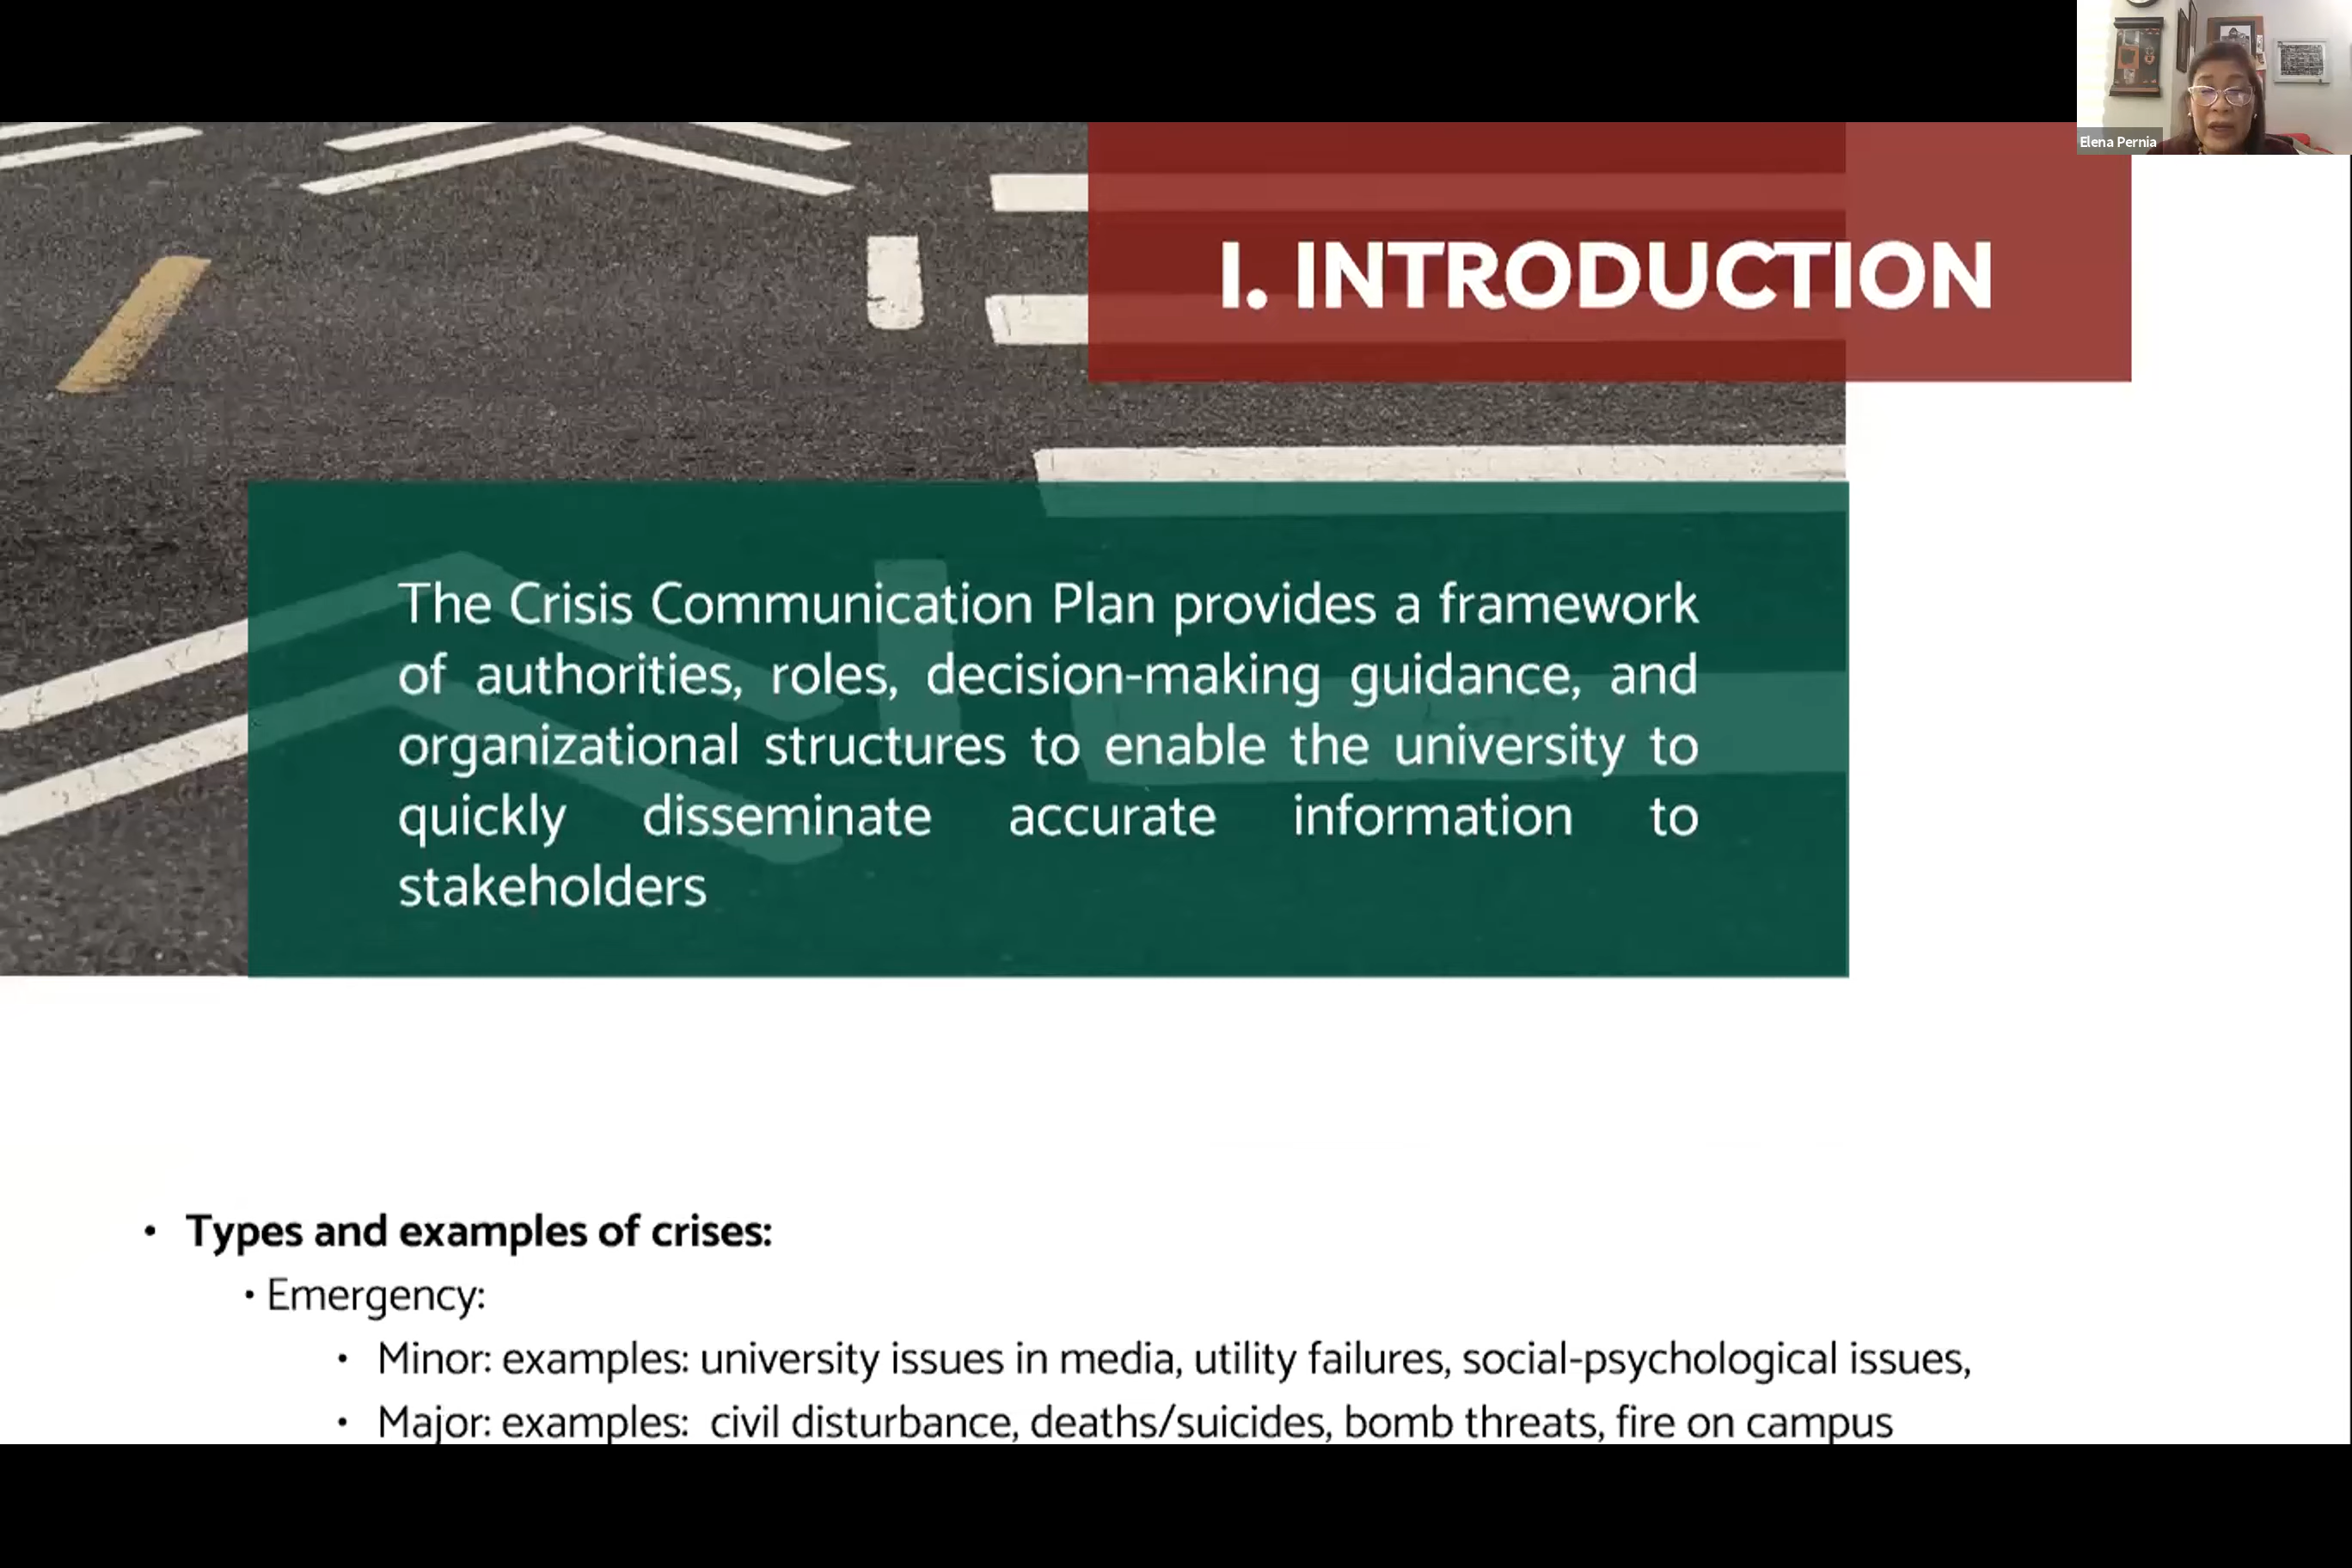 Elena Pernia
I. INTRODUCTION
The Crisis Communication Plan provides a framework
of authorities, roles, decision-making guidance, and
organizational structures to enable the university to
quickly disseminate accurate information to
stakeholders
• Types and examples of crises:
• Emergency:
• Minor: examples: university issues in media, utility failures, social-psychological issues,
• Major: examples: civil disturbance, deaths/suicides, bomb threats, fire on campus